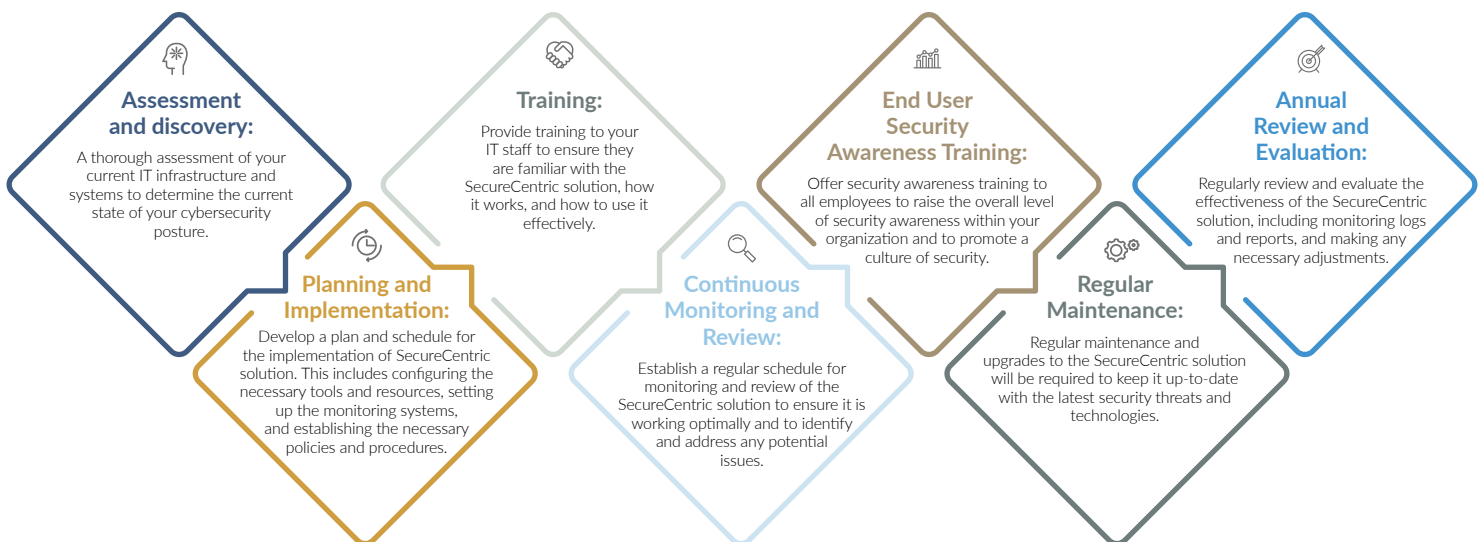 Assessment
and discovery:
A thorough assessment of your
current IT infrastructure and
systems to determine the current
state of your cybersecurity
posture.
Planning and
Implementation:
Develop a plan and schedule for
the implementation of SecureCentric
solution. This includes configuring the
necessary tools and resources, setting
up the monitoring systems,
and establishing the necessary
policies and procedures.
Training:
Provide training to your
IT staff to ensure they
are familiar with the
SecureCentric solution, how
it works, and how to use it
effectively.
Continuous
Monitoring and
Review:
Establish a regular schedule for
monitoring and review of the
SecureCentric solution to ensure it is
working optimally and to identify
and address any potential
issues.
End User
Security
Awareness Training:
Offer security awareness training to
all employees to raise the overall level
of security awareness within your
organization and to promote a
culture of security.
Regular
Maintenance:
Regular maintenance and
upgrades to the SecureCentric solution
will be required to keep it up-to-date
with the latest security threats and
technologies.
Annual
Review and
Evaluation:
Regularly review and evaluate the
effectiveness of the SecureCentric
solution, including monitoring logs
and reports, and making any
necessary adjustments.